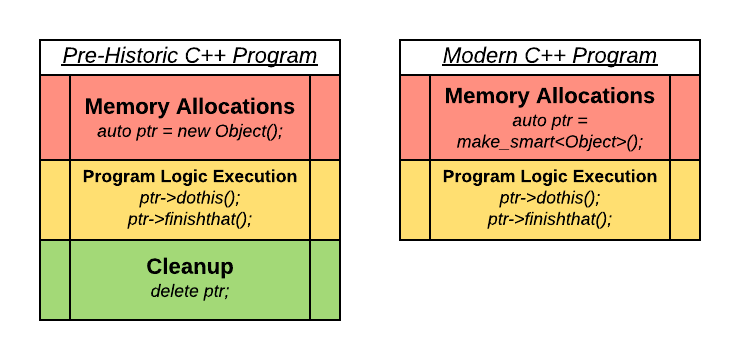 Pre-Historic C++ Program
Memory Allocations
auto ptr = new Object();
Program Logic Execution
ptr->dothis();
ptr->finishthat();
Cleanup
delete ptr;
Modern C++ Program
Memory Allocations
auto ptr =
make_smart<Object>();
Program Logic Execution
ptr->dothis();
ptr->finishthat();